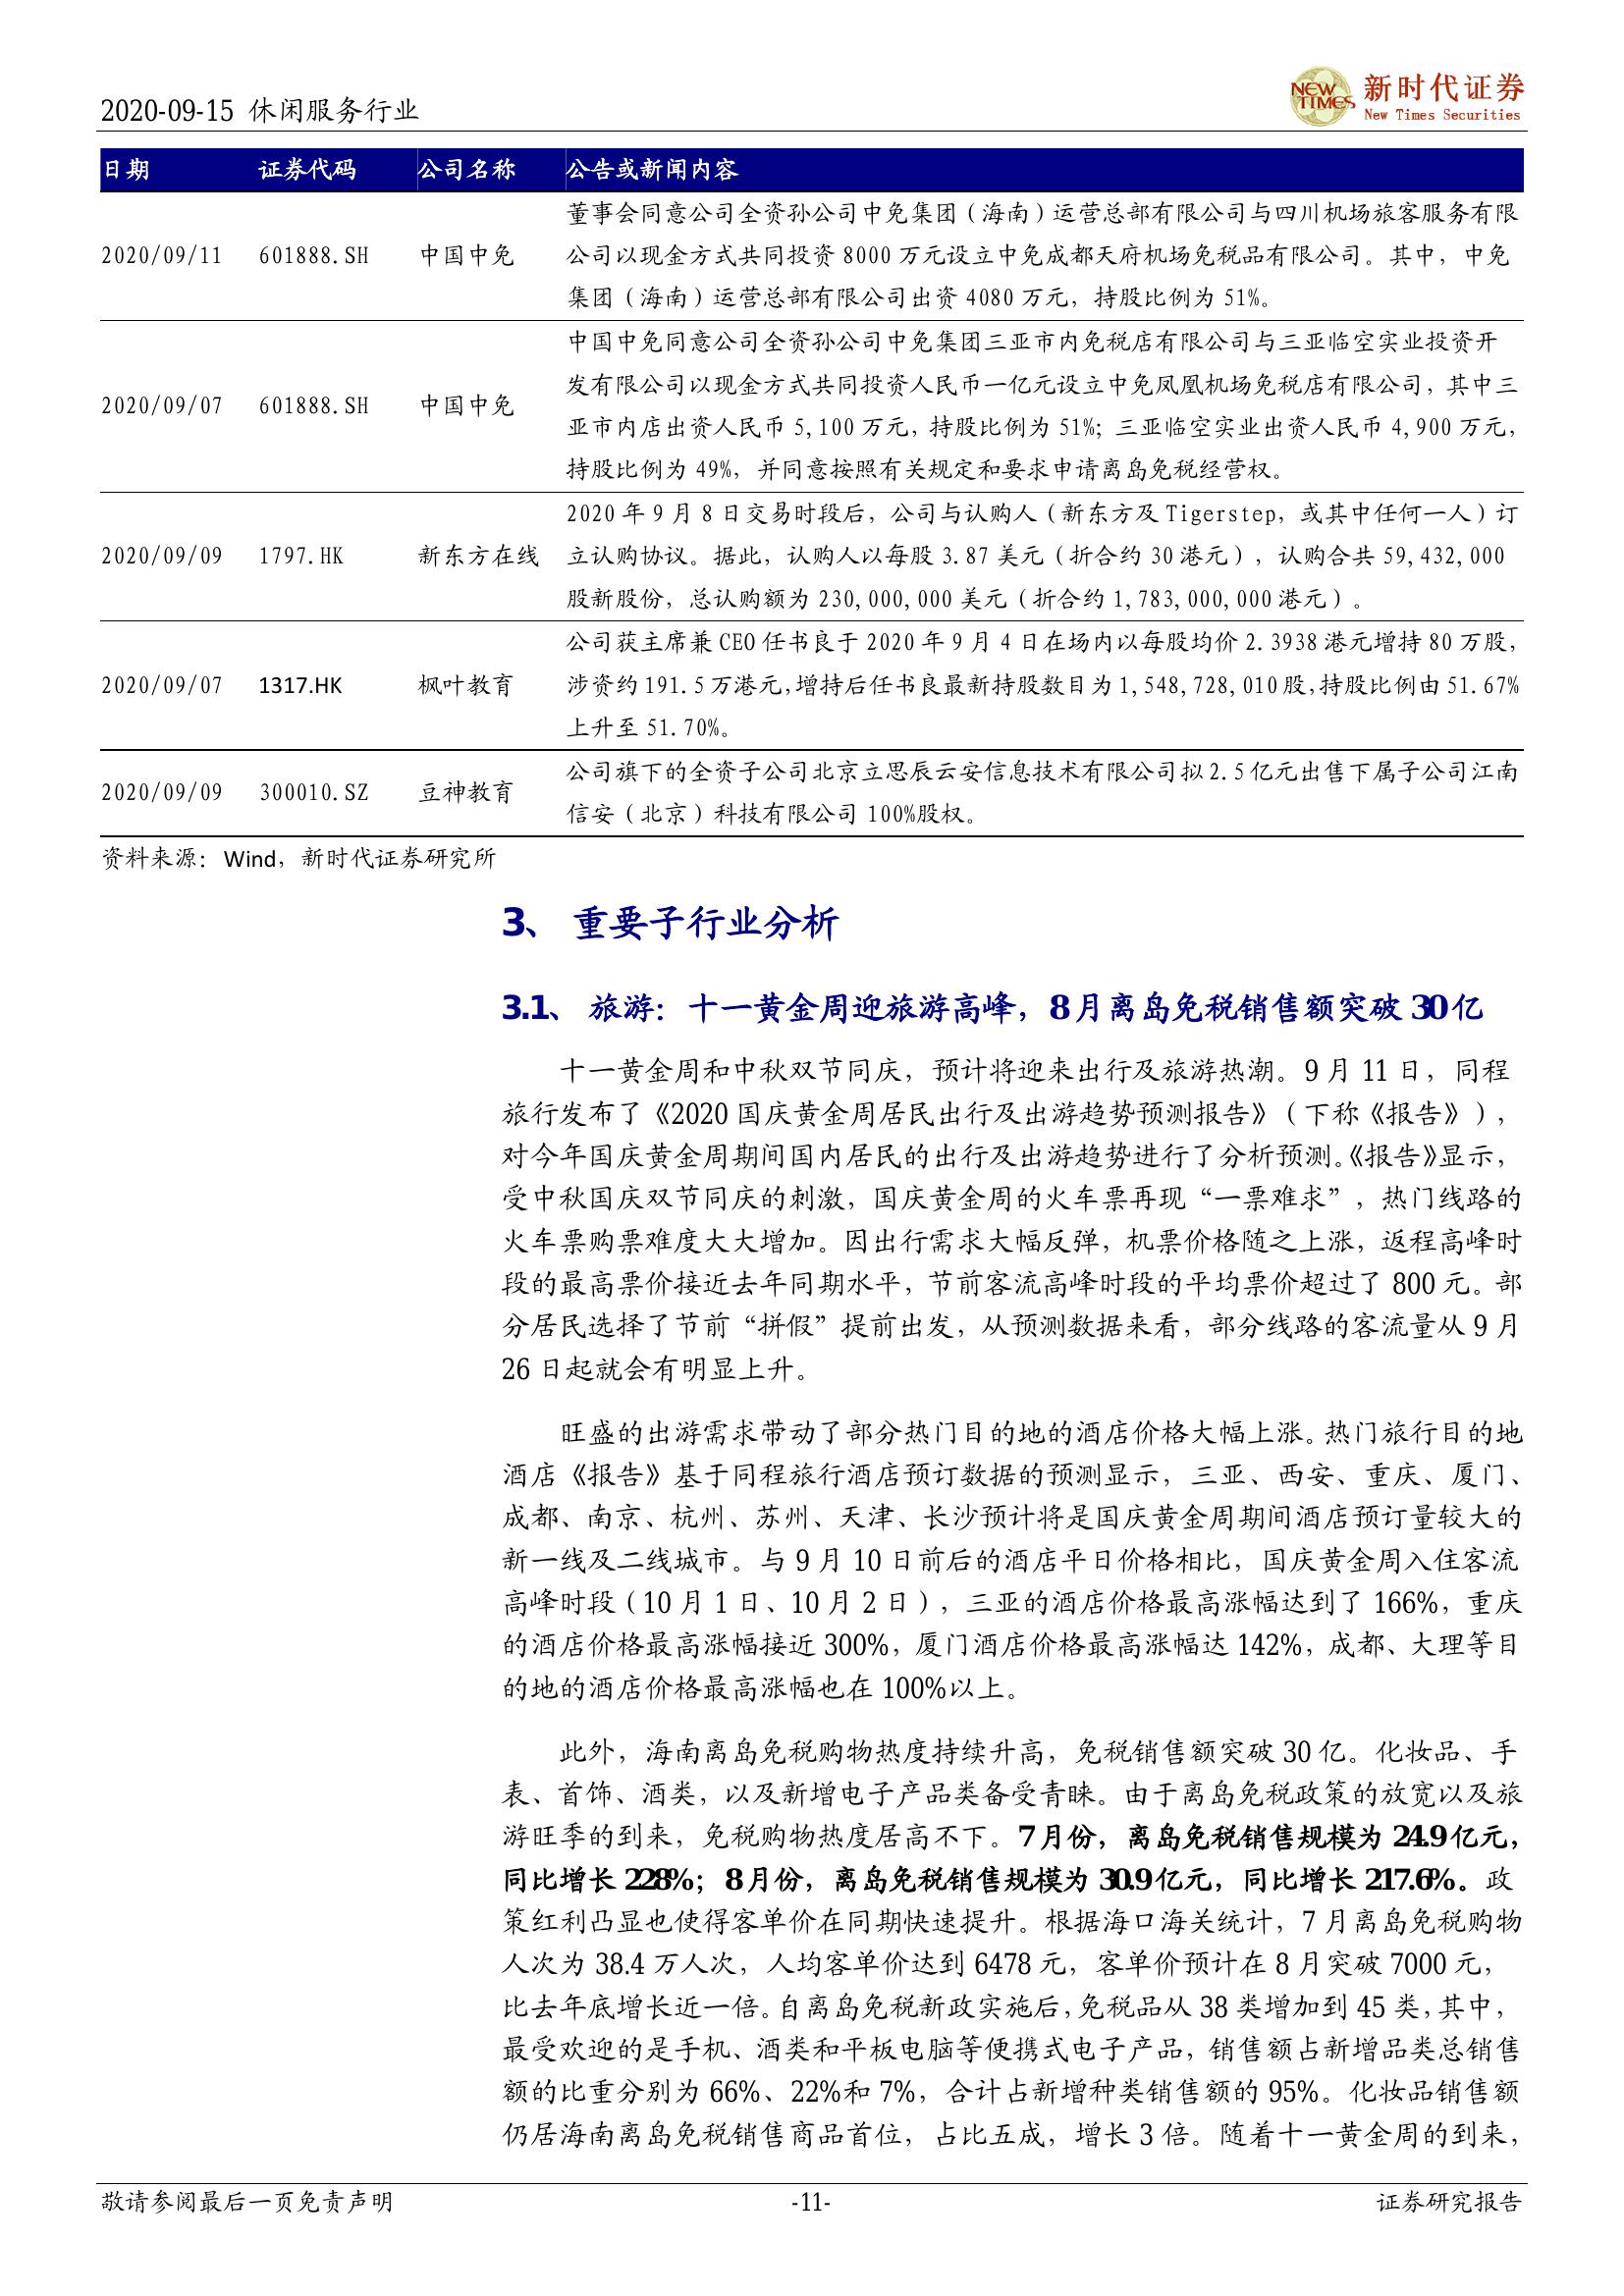 2020-09-15 休闲服务行业
NEW TIMES 新时代证券
New Times Securities
日期 证券代码 公司名称 公告或新闻内容
2020/09/11 601888.SH 中国中免 董事会同意公司全资孙公司中免集团（海南）运营总部有限公司与四川机场旅客服务有限
公司以现金方式共同投资 8000 万元设立中免成都天府机场免税品有限公司。其中，中免
集团（海南）运营总部有限公司出资 4080 万元，持股比例为 51%。
2020/09/07 601888.SH 中国中免 中国中免同意公司全资孙公司中免集团三亚市内免税店有限公司与三亚临空实业投资开
发有限公司以现金方式共同投资人民币一亿元设立中免凤凰机场免税店有限公司，其中三
亚市内店出资人民币 5,100 万元，持股比例为 51%；三亚临空实业出资人民币 4,900 万元，
持股比例为 49%，并同意按照有关规定和要求申请离岛免税经营权。
2020/09/09 1797.HK 新东方在线 2020 年 9 月 8 日交易时段后，公司与认购人（新东方及 Tigerstep，或其中任何一人）订
立认购协议。据此，认购人以每股 3.87 美元（折合约 30 港元），认购合共 59,432,000
股新股份，总认购额为 230,000,000 美元（折合约 1,783,000,000 港元）。
2020/09/07 1317.HK 枫叶教育 公司获主席兼 CEO 任书良于 2020 年 9 月 4 日在场内以每股均价 2.3938 港元增持 80 万股，
涉资约 191.5 万港元，增持后任书良最新持股数目为 1,548,728,010 股，持股比例由 51.67%
上升至 51.70%。
2020/09/09 300010.SZ 豆神教育 公司旗下的全资子公司北京立思辰云安信息技术有限公司拟 2.5 亿元出售下属子公司江南
信安（北京）科技有限公司 100%股权。
资料来源：Wind，新时代证券研究所
3、 重要子行业分析
3.1、 旅游：十一黄金周迎旅游高峰，8 月离岛免税销售额突破 30 亿
十一黄金周和中秋双节同庆，预计将迎来出行及旅游热潮。9 月 11 日，同程
旅行发布了《2020 国庆黄金周居民出行及出游趋势预测报告》（下称《报告》），
对今年国庆黄金周期间国内居民的出行及出游趋势进行了分析预测。《报告》显示，
受中秋国庆双节同庆的刺激，国庆黄金周的火车票再现“一票难求”，热门线路的
火车票购票难度大大增加。因出行需求大幅反弹，机票价格随之上涨，返程高峰时
段的最高票价接近去年同期水平，节前客流高峰时段的平均票价超过了 800 元。部
分居民选择了节前“拼假”提前出发，从预测数据来看，部分线路的客流量从 9 月
26 日起就会有明显上升。
旺盛的出游需求带动了部分热门目的地的酒店价格大幅上涨。热门旅行目的地
酒店《报告》基于同程旅行酒店预订数据的预测显示，三亚、西安、重庆、厦门、
成都、南京、杭州、苏州、天津、长沙预计将是国庆黄金周期间酒店预订量较大的
新一线及二线城市。与 9 月 10 日前后的酒店平日价格相比，国庆黄金周入住客流
高峰时段（10 月 1 日、10 月 2 日），三亚的酒店价格最高涨幅达到了 166%，重庆
的酒店价格最高涨幅接近 300%，厦门酒店价格最高涨幅达 142%，成都、大理等目
的地的酒店价格最高涨幅也在 100%以上。
此外，海南离岛免税购物热度持续升高，免税销售额突破 30 亿。化妆品、手
表、首饰、酒类，以及新增电子产品类备受青睐。由于离岛免税政策的放宽以及旅
游旺季的到来，免税购物热度居高不下。7 月份，离岛免税销售规模为 24.9 亿元，
同比增长 228%；8 月份，离岛免税销售规模为 30.9 亿元，同比增长 217.6%。政
策红利凸显也使得客单价在同期快速提升。根据海口海关统计，7 月离岛免税购物
人次为 38.4 万人次，人均客单价达到 6478 元，客单价预计在 8 月突破 7000 元，
比去年底增长近一倍。自离岛免税新政实施后，免税品从 38 类增加到 45 类，其中，
最受欢迎的是手机、酒类和平板电脑等便携式电子产品，销售额占新增品类总销售
额的比重分别为 66%、22%和 7%，合计占新增种类销售额的 95%。化妆品销售额
仍居海南离岛免税销售商品首位，占比五成，增长 3 倍。随着十一黄金周的到来，
敬请参阅最后一页免责声明 -11- 证券研究报告